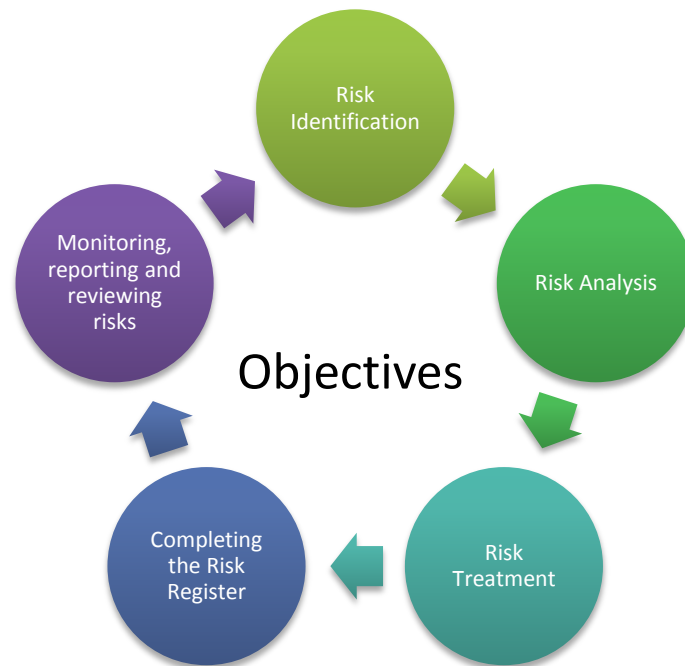 Risk
Identification
Risk Analysis
Risk
Treatment
Completing
the Risk
Register
Monitoring,
reporting and
reviewing
risks
Objectives